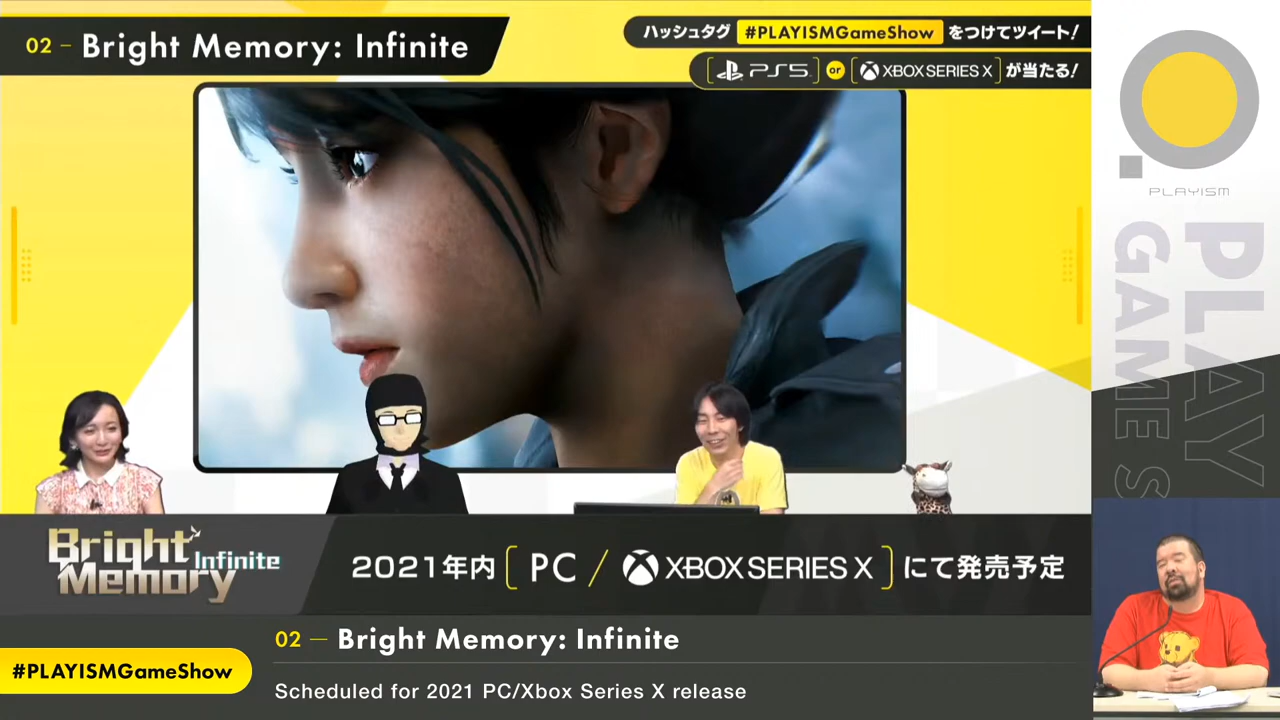 02 – Bright Memory: Infinite
ハッシュタグ #PLAYISMGameShow をつけてツイート!
[PS5] or [XBOX SERIES X] が当たる!
PLAYISM
PLAY
GAMES
Bright Memory Infinite
2021年内 [PC / XBOX SERIES X] にて発売予定
02 — Bright Memory: Infinite
#PLAYISMGameShow
Scheduled for 2021 PC/Xbox Series X release